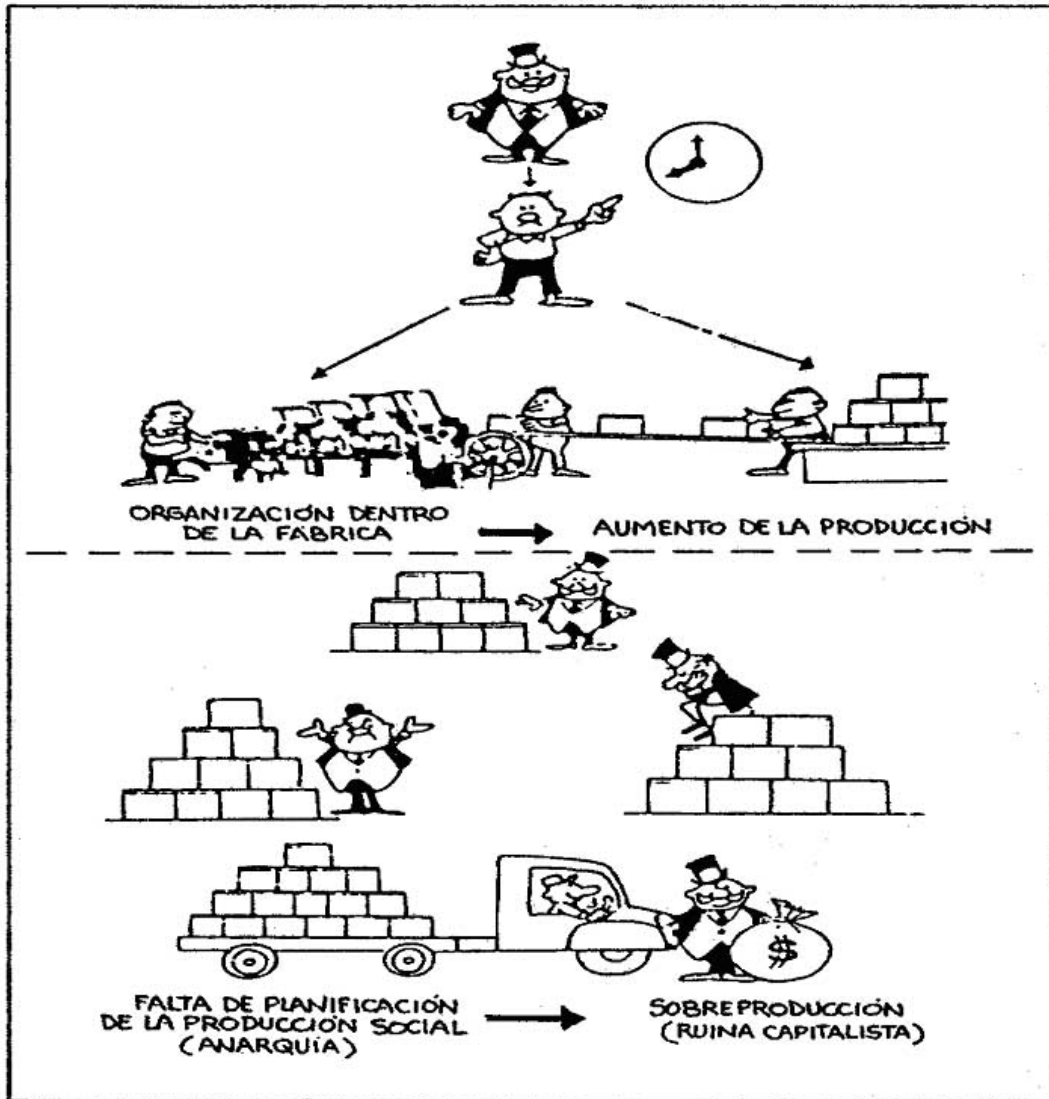 ORGANIZACIÓN DENTRO
DE LA FÁBRICA
AUMENTO DE LA PRODUCCIÓN
FALTA DE PLANIFICACIÓN
DE LA PRODUCCIÓN SOCIAL
(ANARQUÍA)
SOBREPRODUCCIÓN
(RUINA CAPITALISTA)
$